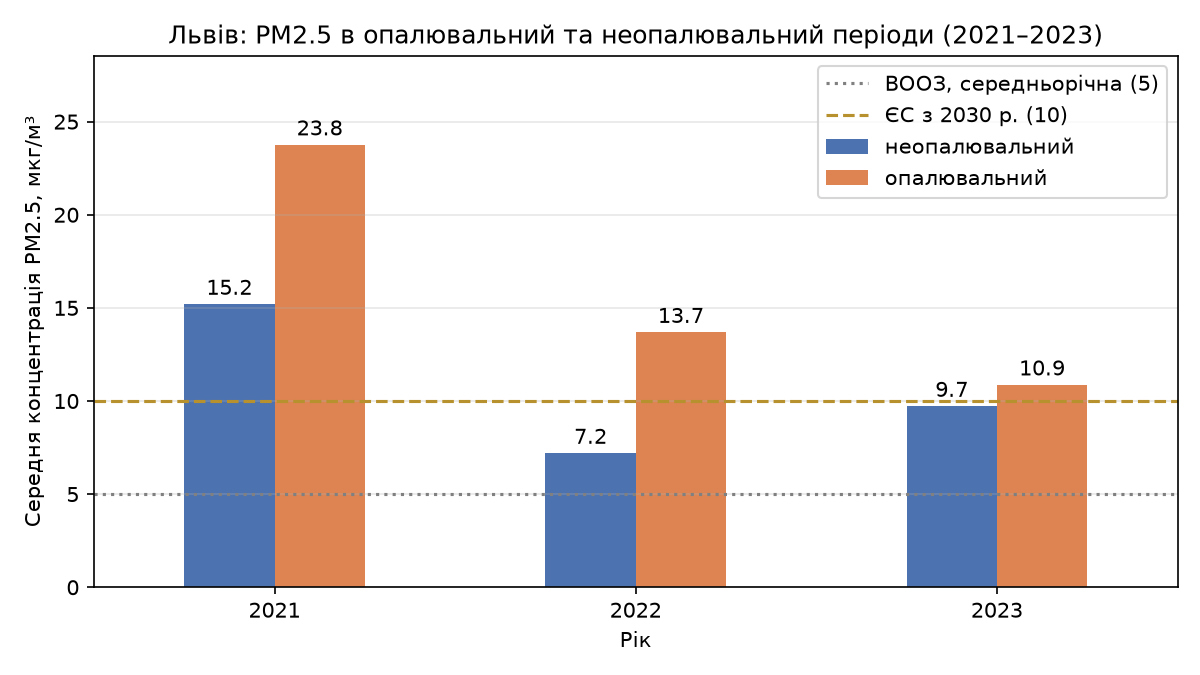 Львів: PM2.5 в опалювальний та неопалювальний періоди (2021–2023)
ВООЗ, середньорічна (5)
ЄС з 2030 р. (10)
неопалювальний
опалювальний
Середня концентрація PM2.5, мкг/м³
25
20
15
10
5
0
15.2
23.8
7.2
13.7
9.7
10.9
2021
2022
2023
Рік